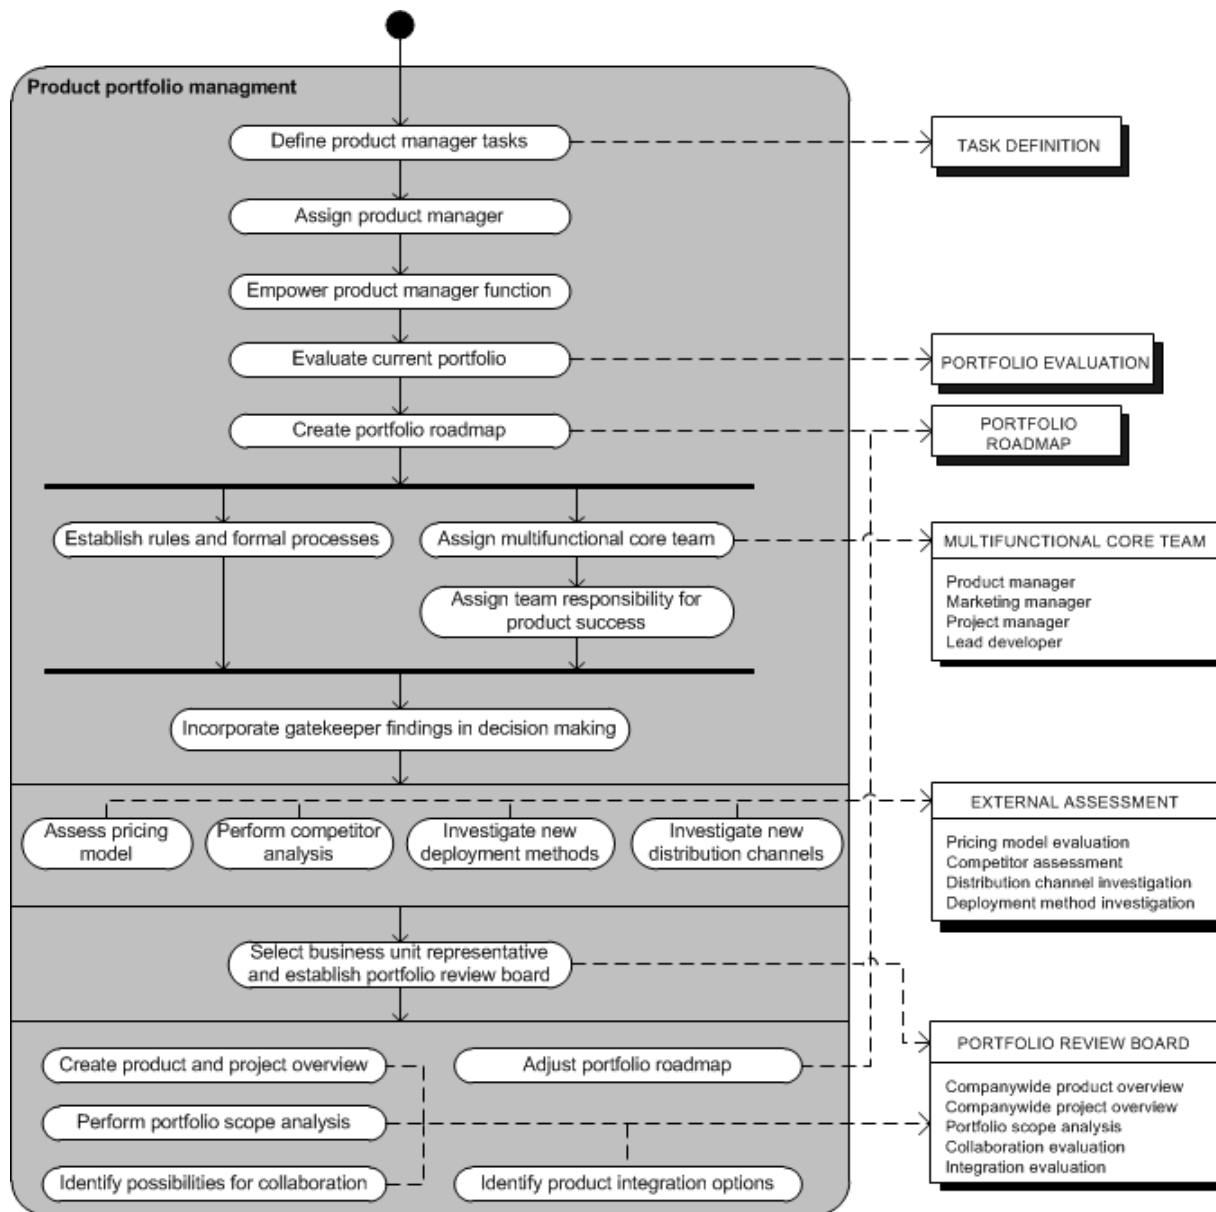 Product portfolio managment
Define product manager tasks
TASK DEFINITION
Assign product manager
Empower product manager function
Evaluate current portfolio
PORTFOLIO EVALUATION
Create portfolio roadmap
PORTFOLIO
ROADMAP
Establish rules and formal processes
Assign multifunctional core team
MULTIFUNCTIONAL CORE TEAM
Product manager
Marketing manager
Project manager
Lead developer
Assign team responsibility for
product success
Incorporate gatekeeper findings in decision making
Assess pricing
model
Perform competitor
analysis
Investigate new
deployment methods
Investigate new
distribution channels
EXTERNAL ASSESSMENT
Pricing model evaluation
Competitor assessment
Distribution channel investigation
Deployment method investigation
Select business unit representative
and establish portfolio review board
PORTFOLIO REVIEW BOARD
Companywide product overview
Companywide project overview
Portfolio scope analysis
Collaboration evaluation
Integration evaluation
Create product and project overview
Adjust portfolio roadmap
Perform portfolio scope analysis
Identify possibilities for collaboration
Identify product integration options